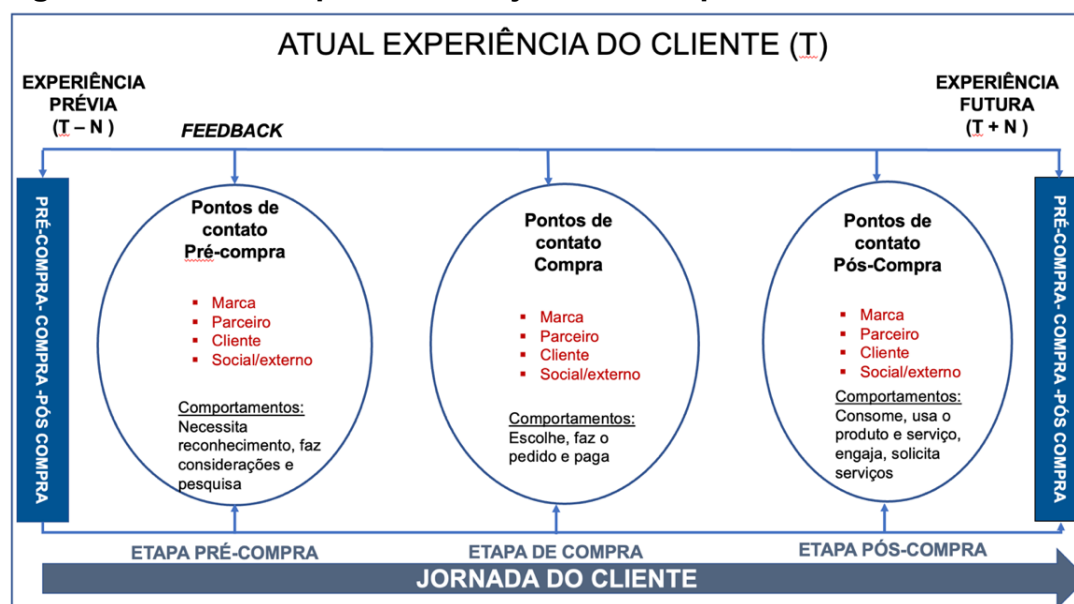 ATUAL EXPERIÊNCIA DO CLIENTE (T)
EXPERIÊNCIA
PRÉVIA
(T – N )
FEEDBACK
EXPERIÊNCIA
FUTURA
(T + N )
PRÉ-COMPRA- COMPRA -PÓS COMPRA
Pontos de
contato
Pré-compra
▪ Marca
▪ Parceiro
▪ Cliente
▪ Social/externo
Comportamentos:
Necessita
reconhecimento, faz
considerações e
pesquisa
Pontos de
contato
Compra
▪ Marca
▪ Parceiro
▪ Cliente
▪ Social/externo
Comportamentos:
Escolhe, faz o
pedido e paga
Pontos de
contato
Pós-Compra
▪ Marca
▪ Parceiro
▪ Cliente
▪ Social/externo
Comportamentos:
Consome, usa o
produto e serviço,
engaja, solicita
serviços
PRÉ-COMPRA- COMPRA -PÓS COMPRA
ETAPA PRÉ-COMPRA
ETAPA DE COMPRA
ETAPA PÓS-COMPRA
JORNADA DO CLIENTE